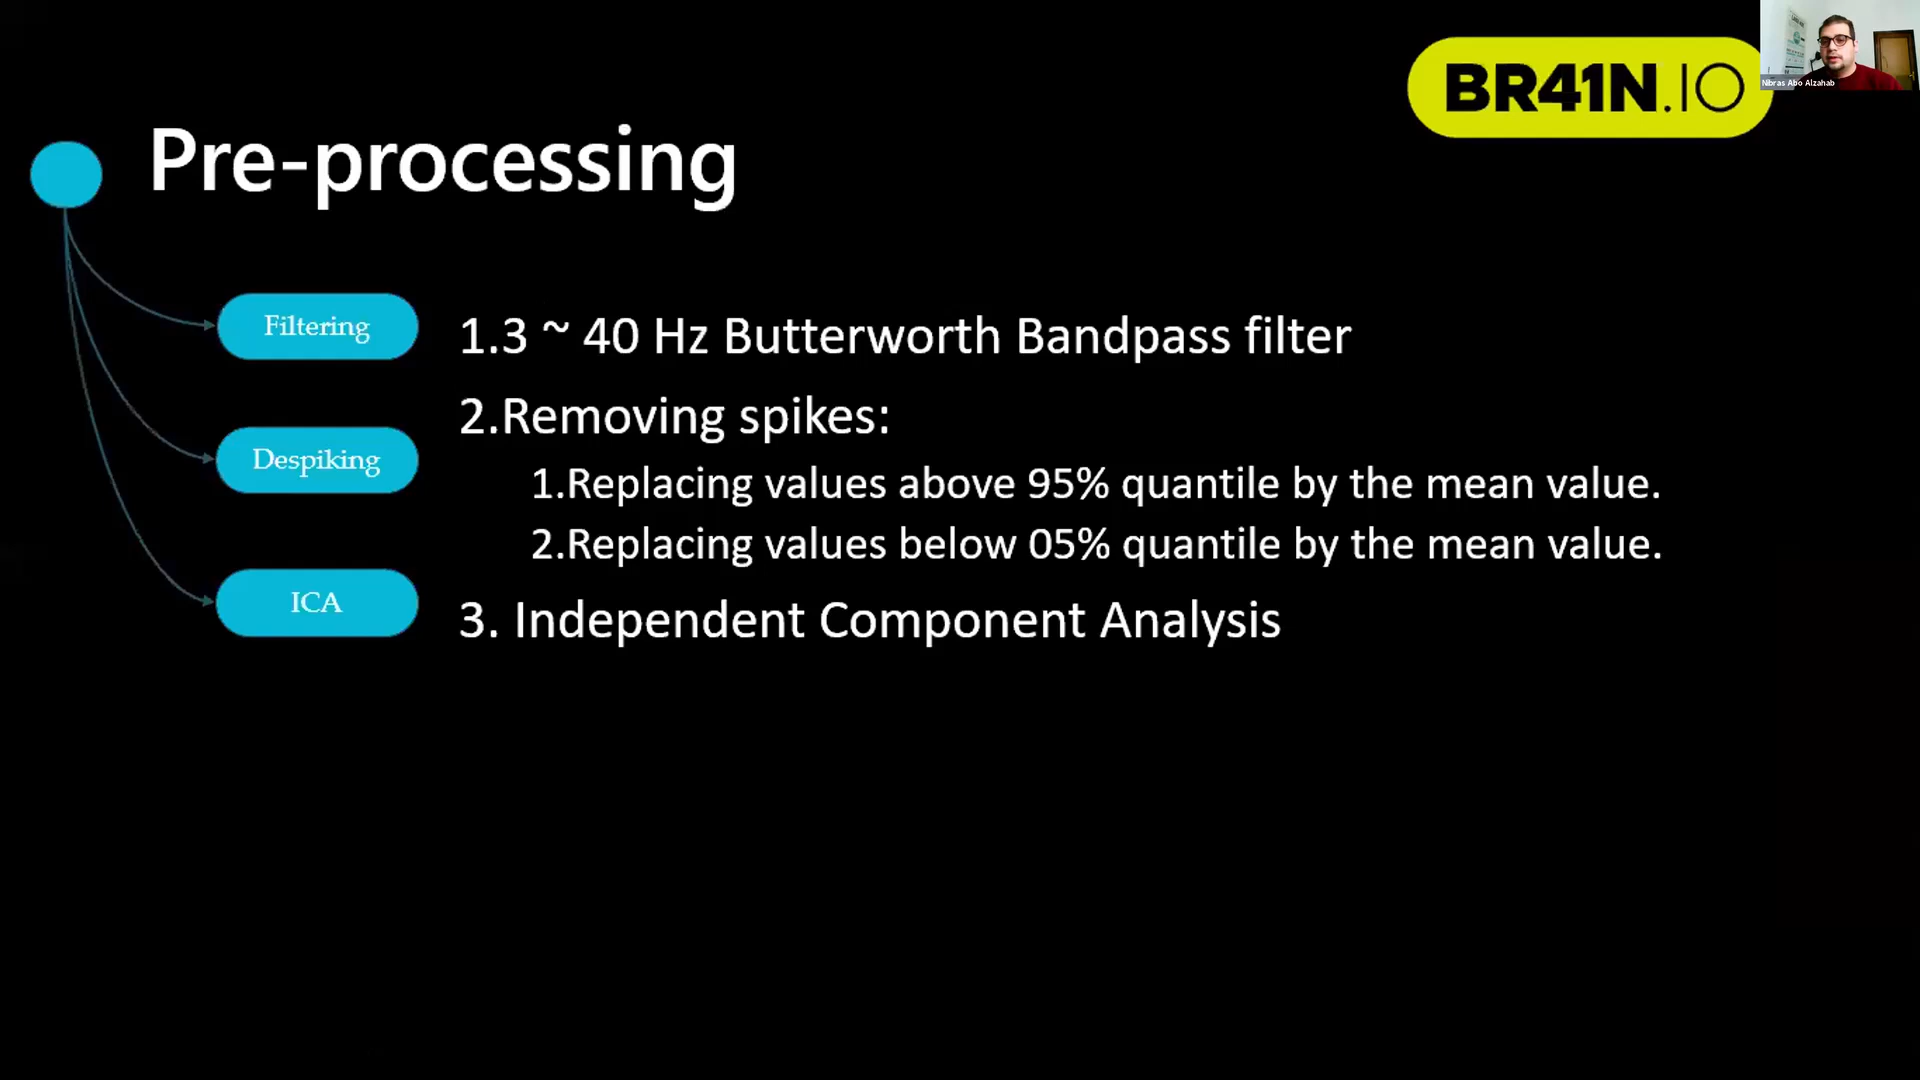 BR41N.IO
Nibras Abo Alzahab
Pre-processing
Filtering
1.3 ~ 40 Hz Butterworth Bandpass filter
2.Removing spikes:
Despiking
1.Replacing values above 95% quantile by the mean value.
2.Replacing values below 05% quantile by the mean value.
ICA
3. Independent Component Analysis